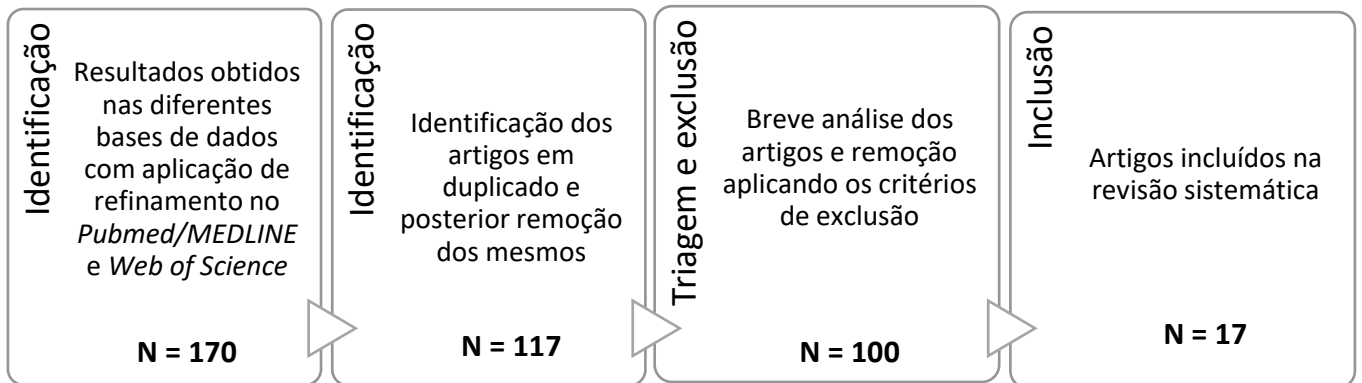 Identificação
Resultados obtidos
nas diferentes
bases de dados
com aplicação de
refinamento no
Pubmed/MEDLINE
e Web of Science
N = 170
Identificação
Identificação dos
artigos em
duplicado e
posterior remoção
dos mesmos
N = 117
Triagem e exclusão
Breve análise dos
artigos e remoção
aplicando os critérios
de exclusão
N = 100
Inclusão
Artigos incluídos na
revisão sistemática
N = 17